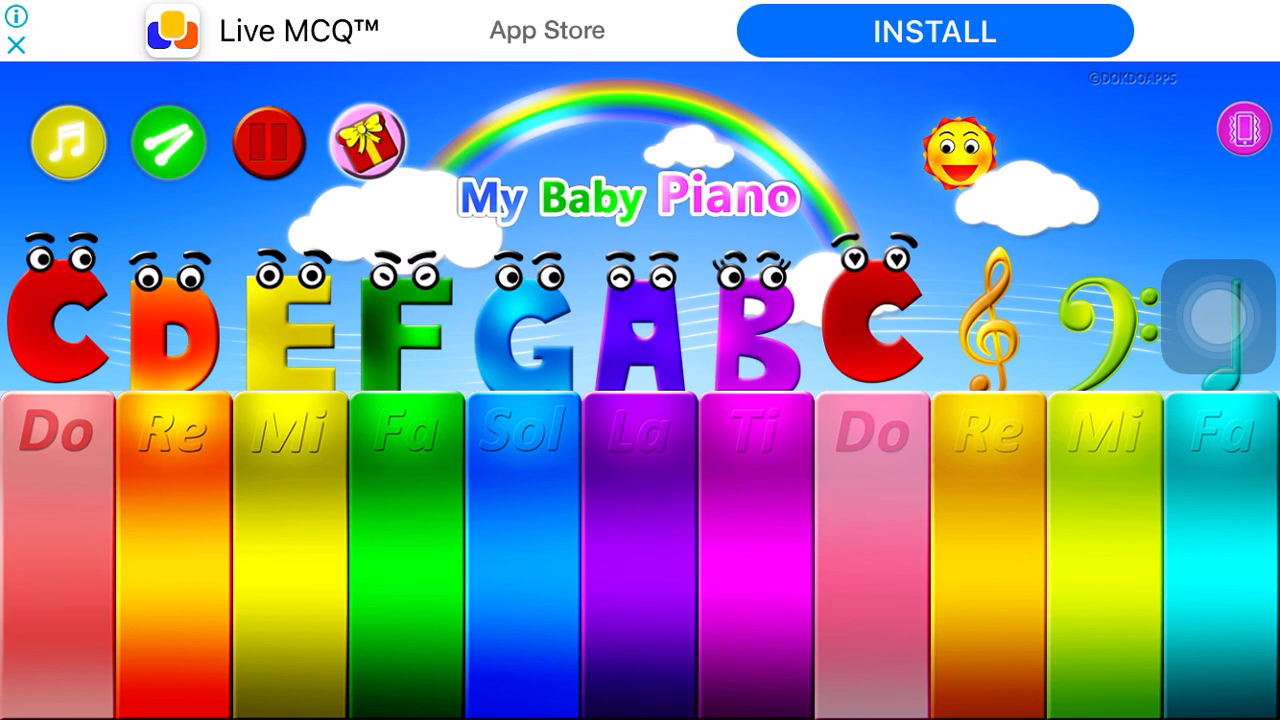 Live MCQ™ App Store INSTALL
©DOKDOAPPS
My Baby Piano
C D E F G A B C
Do Re Mi Fa Sol La Ti Do Re Mi Fa